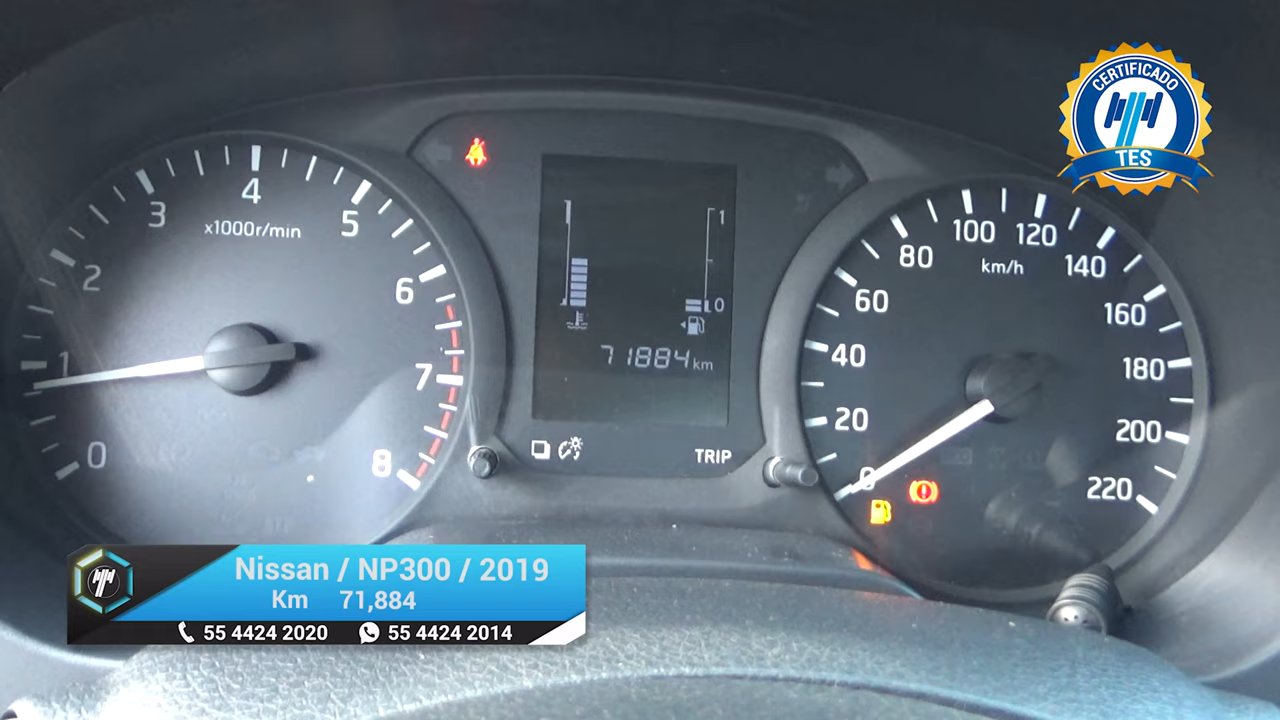 CERTIFICADO
TES
0
1
2
3
4
5
6
7
8
x1000r/min
1
0
71884 km
TRIP
0
20
40
60
80
100
120
140
160
180
200
220
km/h
Nissan / NP300 / 2019
Km 71,884
55 4424 2020 55 4424 2014